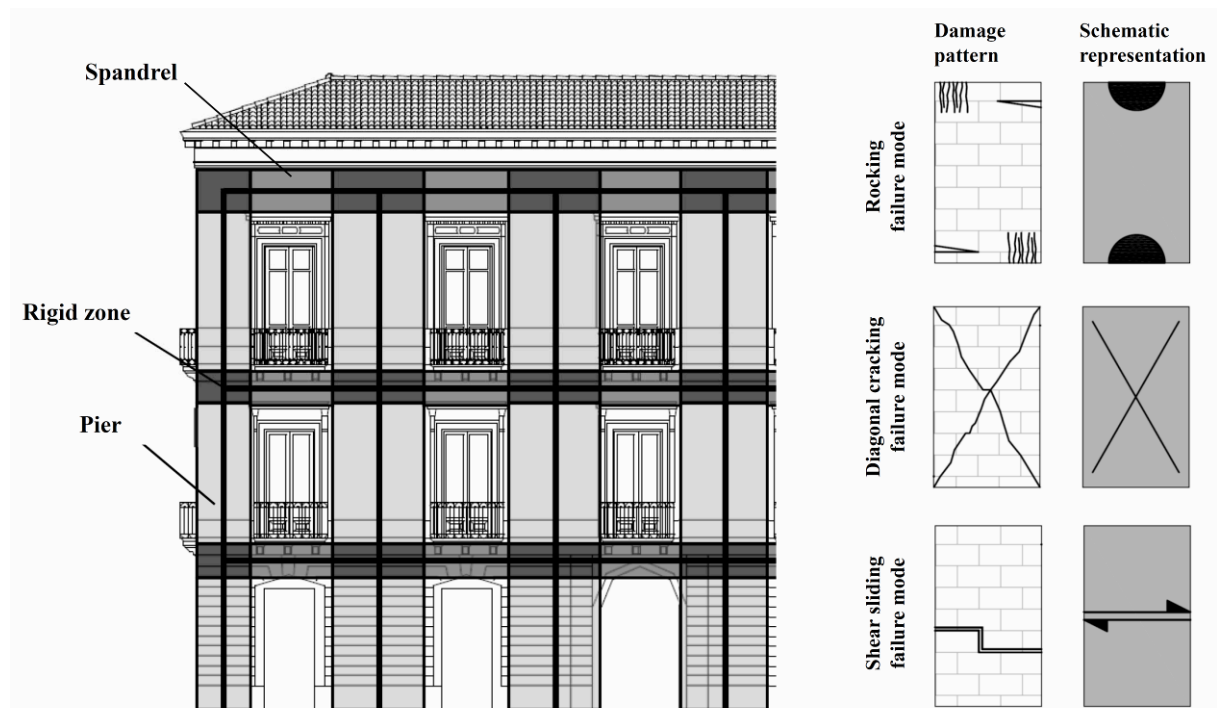 Spandrel
Rigid zone
Pier
Damage
pattern
Schematic
representation
Rocking
failure mode
Diagonal cracking
failure mode
Shear sliding
failure mode